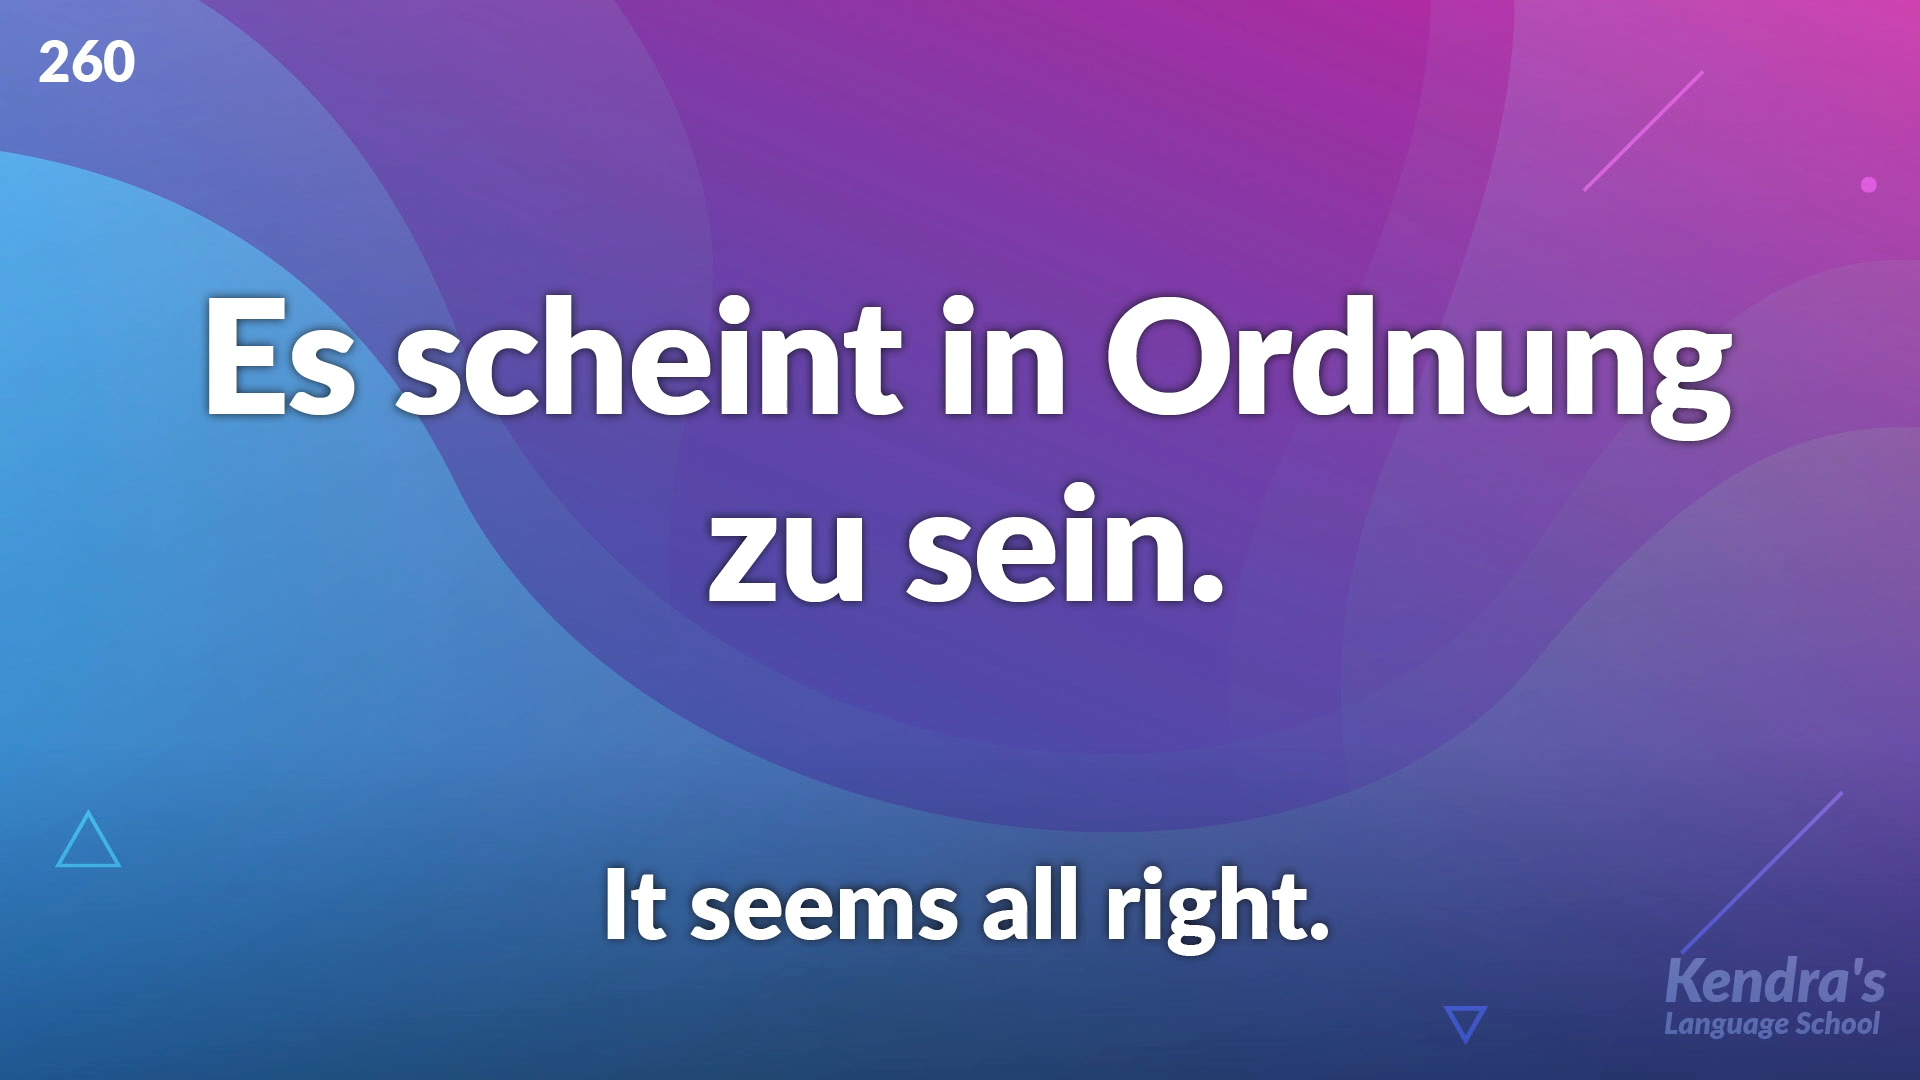 260
Es scheint in Ordnung
zu sein.
It seems all right.
Kendra's
Language School